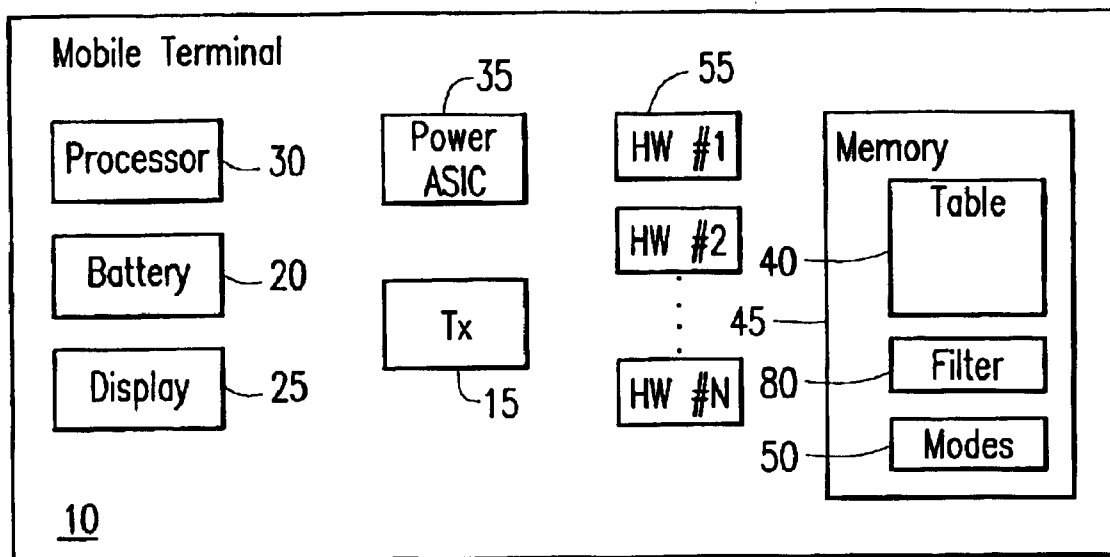 Mobile Terminal
Processor
30
Battery
20
Display
25
10
35
Power
ASIC
Tx
15
55
HW #1
HW #2
HW #N
Memory
Table
40
45
Filter
80
Modes
50